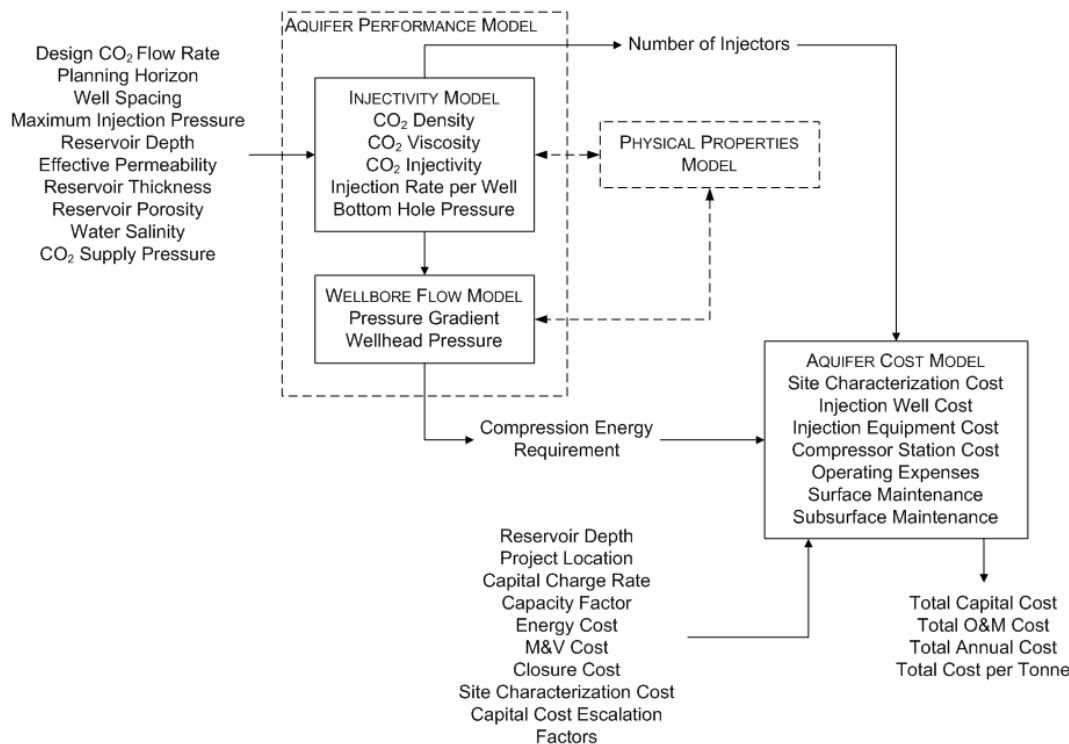 AQUIFER PERFORMANCE MODEL
Number of Injectors
Design CO₂ Flow Rate
Planning Horizon
Well Spacing
Maximum Injection Pressure
Reservoir Depth
Effective Permeability
Reservoir Thickness
Reservoir Porosity
Water Salinity
CO₂ Supply Pressure
INJECTIVITY MODEL
CO₂ Density
CO₂ Viscosity
CO₂ Injectivity
Injection Rate per Well
Bottom Hole Pressure
PHYSICAL PROPERTIES
MODEL
WELLBORE FLOW MODEL
Pressure Gradient
Wellhead Pressure
Compression Energy
Requirement
AQUIFER COST MODEL
Site Characterization Cost
Injection Well Cost
Injection Equipment Cost
Compressor Station Cost
Operating Expenses
Surface Maintenance
Subsurface Maintenance
Reservoir Depth
Project Location
Capital Charge Rate
Capacity Factor
Energy Cost
M&V Cost
Closure Cost
Site Characterization Cost
Capital Cost Escalation
Factors
Total Capital Cost
Total O&M Cost
Total Annual Cost
Total Cost per Tonne